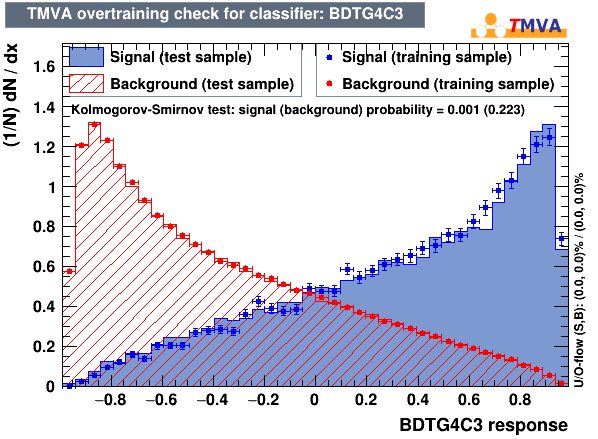 TMVA overtraining check for classifier: BDTG4C3
TMVA
(1/N) dN / dx
Signal (test sample)
Background (test sample)
Signal (training sample)
Background (training sample)
Kolmogorov-Smirnov test: signal (background) probability = 0.001 (0.223)
1.6
1.4
1.2
1
0.8
0.6
0.4
0.2
0
−0.8 −0.6 −0.4 −0.2 0 0.2 0.4 0.6 0.8
BDTG4C3 response
U/O-flow (S,B): (0.0, 0.0)% / (0.0, 0.0)%